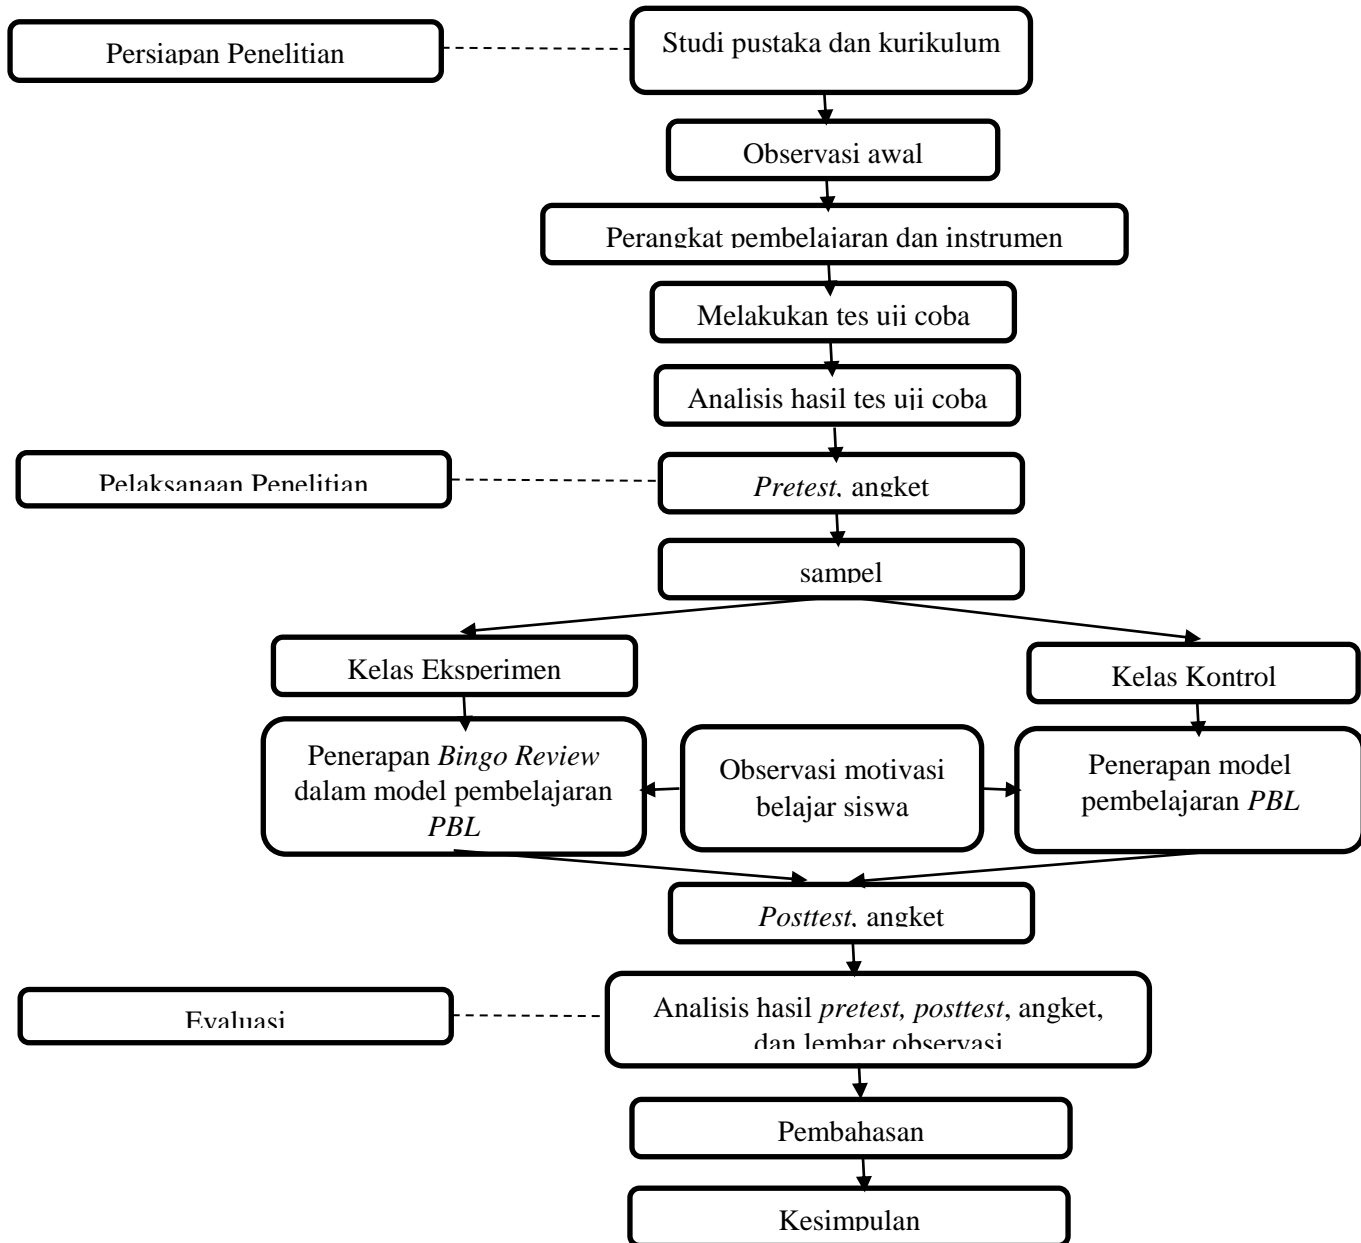 Persiapan Penelitian
Studi pustaka dan kurikulum
Observasi awal
Perangkat pembelajaran dan instrumen
Melakukan tes uji coba
Analisis hasil tes uji coba
Pelaksanaan Penelitian
Pretest, angket
sampel
Kelas Eksperimen
Kelas Kontrol
Penerapan Bingo Review
dalam model pembelajaran
PBL
Observasi motivasi
belajar siswa
Penerapan model
pembelajaran PBL
Posttest, angket
Evaluasi
Analisis hasil pretest, posttest, angket,
dan lembar observasi
Pembahasan
Kesimpulan